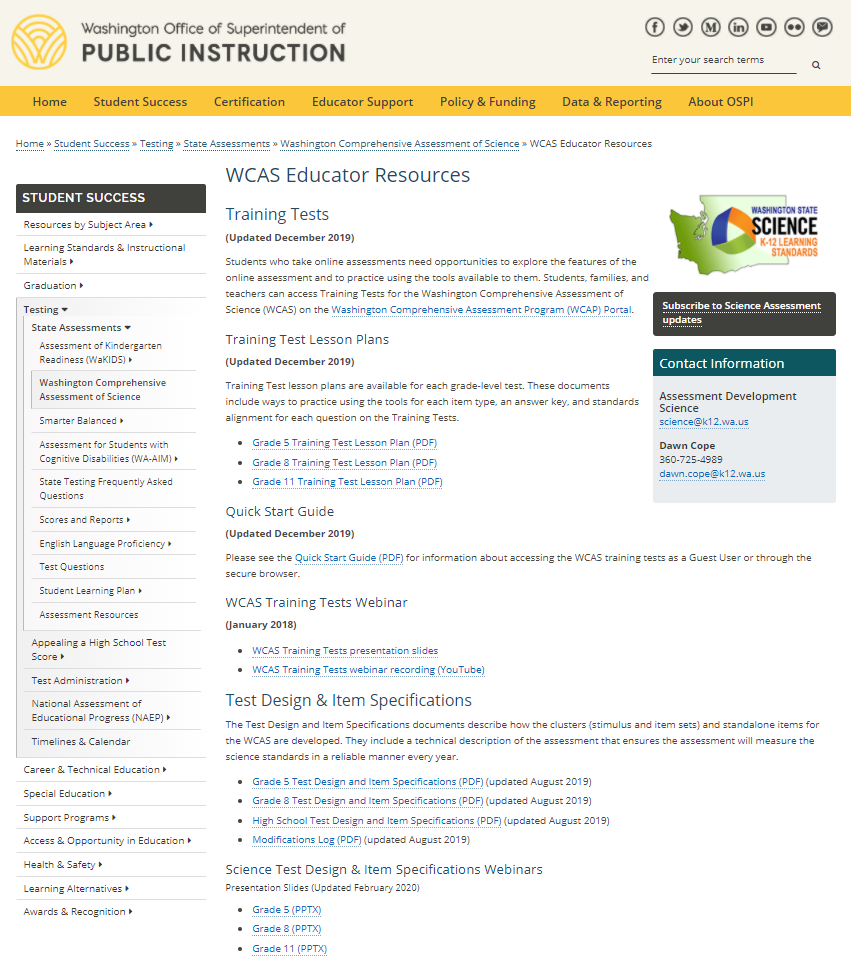 Washington Office of Superintendent of
PUBLIC INSTRUCTION
Enter your search terms
Home Student Success Certification Educator Support Policy & Funding Data & Reporting About OSPI
Home » Student Success » Testing » State Assessments » Washington Comprehensive Assessment of Science » WCAS Educator Resources
STUDENT SUCCESS
Resources by Subject Area
Learning Standards & Instructional
Materials
Graduation
Testing
State Assessments
Assessment of Kindergarten
Readiness (WaKIDS)
Washington Comprehensive
Assessment of Science
Smarter Balanced
Assessment for Students with
Cognitive Disabilities (WA-AIM)
State Testing Frequently Asked
Questions
Scores and Reports
English Language Proficiency
Test Questions
Student Learning Plan
Assessment Resources
Appealing a High School Test
Score
Test Administration
National Assessment of
Educational Progress (NAEP)
Timelines & Calendar
Career & Technical Education
Special Education
Support Programs
Access & Opportunity in Education
Health & Safety
Learning Alternatives
Awards & Recognition
WCAS Educator Resources
Training Tests
(Updated December 2019)
Students who take online assessments need opportunities to explore the features of the
online assessment and to practice using the tools available to them. Students, families, and
teachers can access Training Tests for the Washington Comprehensive Assessment of
Science (WCAS) on the Washington Comprehensive Assessment Program (WCAP) Portal.
Training Test Lesson Plans
(Updated December 2019)
Training Test lesson plans are available for each grade-level test. These documents
include ways to practice using the tools for each item type, an answer key, and standards
alignment for each question on the Training Tests.
• Grade 5 Training Test Lesson Plan (PDF)
• Grade 8 Training Test Lesson Plan (PDF)
• Grade 11 Training Test Lesson Plan (PDF)
Quick Start Guide
(Updated December 2019)
Please see the Quick Start Guide (PDF) for information about accessing the WCAS training tests as a Guest User or through the
secure browser.
WCAS Training Tests Webinar
(January 2018)
• WCAS Training Tests presentation slides
• WCAS Training Tests webinar recording (YouTube)
Test Design & Item Specifications
The Test Design and Item Specifications documents describe how the clusters (stimulus and item sets) and standalone items for
the WCAS are developed. They include a technical description of the assessment that ensures the assessment will measure the
science standards in a reliable manner every year.
• Grade 5 Test Design and Item Specifications (PDF) (updated August 2019)
• Grade 8 Test Design and Item Specifications (PDF) (updated August 2019)
• High School Test Design and Item Specifications (PDF) (updated August 2019)
• Modifications Log (PDF) (updated August 2019)
Science Test Design & Item Specifications Webinars
Presentation Slides (Updated February 2020)
• Grade 5 (PPTX)
• Grade 8 (PPTX)
• Grade 11 (PPTX)
WASHINGTON STATE
SCIENCE
K-12 LEARNING
STANDARDS
Subscribe to Science Assessment
updates
Contact Information
Assessment Development
Science
science@k12.wa.us
Dawn Cope
360-725-4989
dawn.cope@k12.wa.us